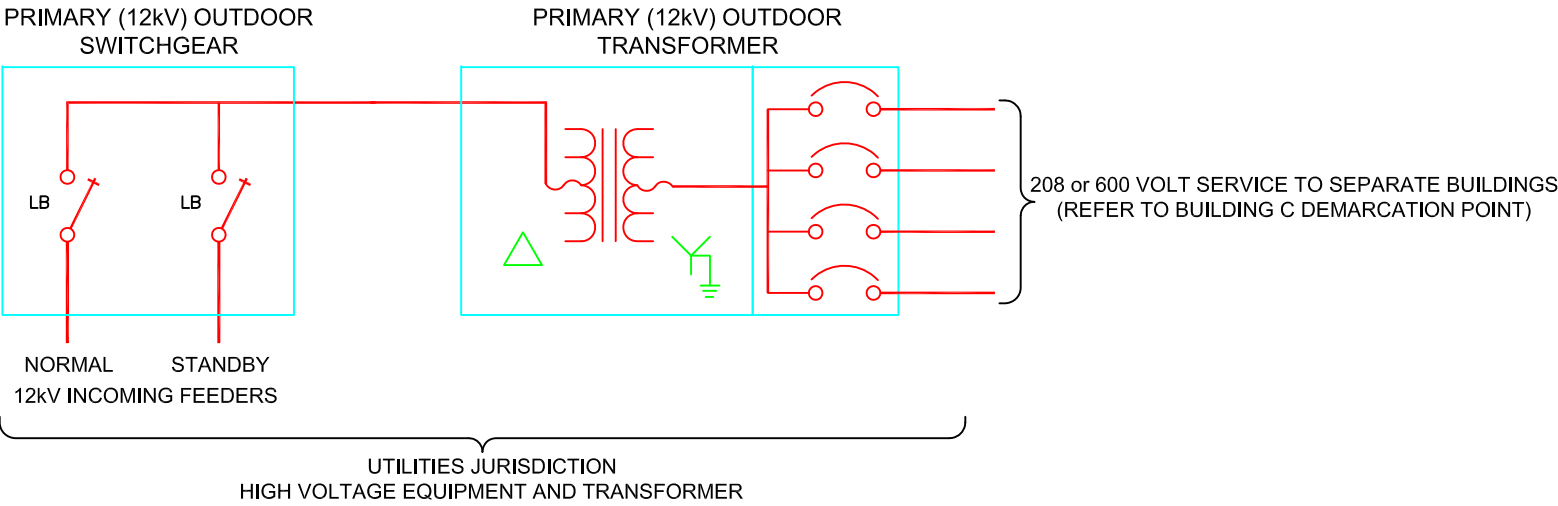 PRIMARY (12kV) OUTDOOR
SWITCHGEAR
PRIMARY (12kV) OUTDOOR
TRANSFORMER
LB
LB
208 or 600 VOLT SERVICE TO SEPARATE BUILDINGS
(REFER TO BUILDING C DEMARCATION POINT)
NORMAL
STANDBY
12kV INCOMING FEEDERS
UTILITIES JURISDICTION
HIGH VOLTAGE EQUIPMENT AND TRANSFORMER